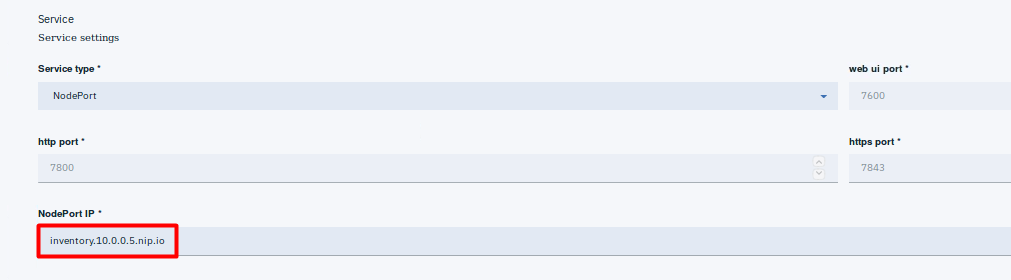 Service
Service settings
Service type *
web ui port *
NodePort
7600
http port *
https port *
7800
7843
NodePort IP *
inventory.10.0.0.5.nip.io